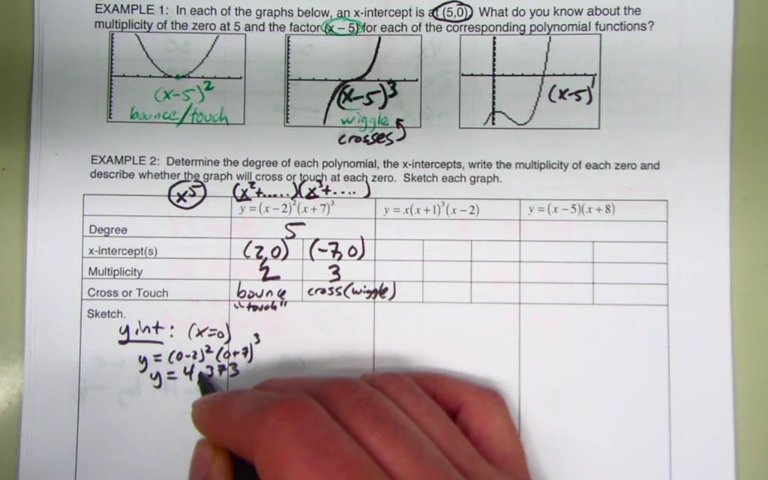 EXAMPLE 1: In each of the graphs below, an x-intercept is at (5,0). What do you know about the
multiplicity of the zero at 5 and the factor (x – 5) for each of the corresponding polynomial functions?
(x-5)²
bounce/touch
(x-5)³
wiggle
crosses
(x-5)¹
EXAMPLE 2: Determine the degree of each polynomial, the x-intercepts, write the multiplicity of each zero and
describe whether the graph will cross or touch at each zero. Sketch each graph.
x⁵ (x²+.....)(x³+....)
y = (x – 2)²(x + 7)³ y = x(x + 1)³(x – 2) y = (x – 5)(x + 8)
Degree 5
x-intercept(s) (2,0) (-7,0)
Multiplicity 2 3
Cross or Touch bounce cross(wiggle)
"touch"
Sketch.
y int: (x=0)
y = (0-2)² (0+7)³
y = 4,373